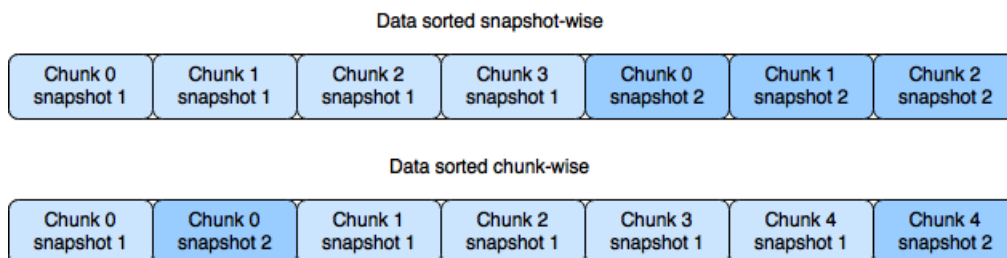 Data sorted snapshot-wise
Chunk 0 Chunk 1 Chunk 2 Chunk 3 Chunk 0 Chunk 1 Chunk 2
snapshot 1 snapshot 1 snapshot 1 snapshot 1 snapshot 2 snapshot 2 snapshot 2
Data sorted chunk-wise
Chunk 0 Chunk 0 Chunk 1 Chunk 2 Chunk 3 Chunk 4 Chunk 4
snapshot 1 snapshot 2 snapshot 1 snapshot 1 snapshot 1 snapshot 1 snapshot 2